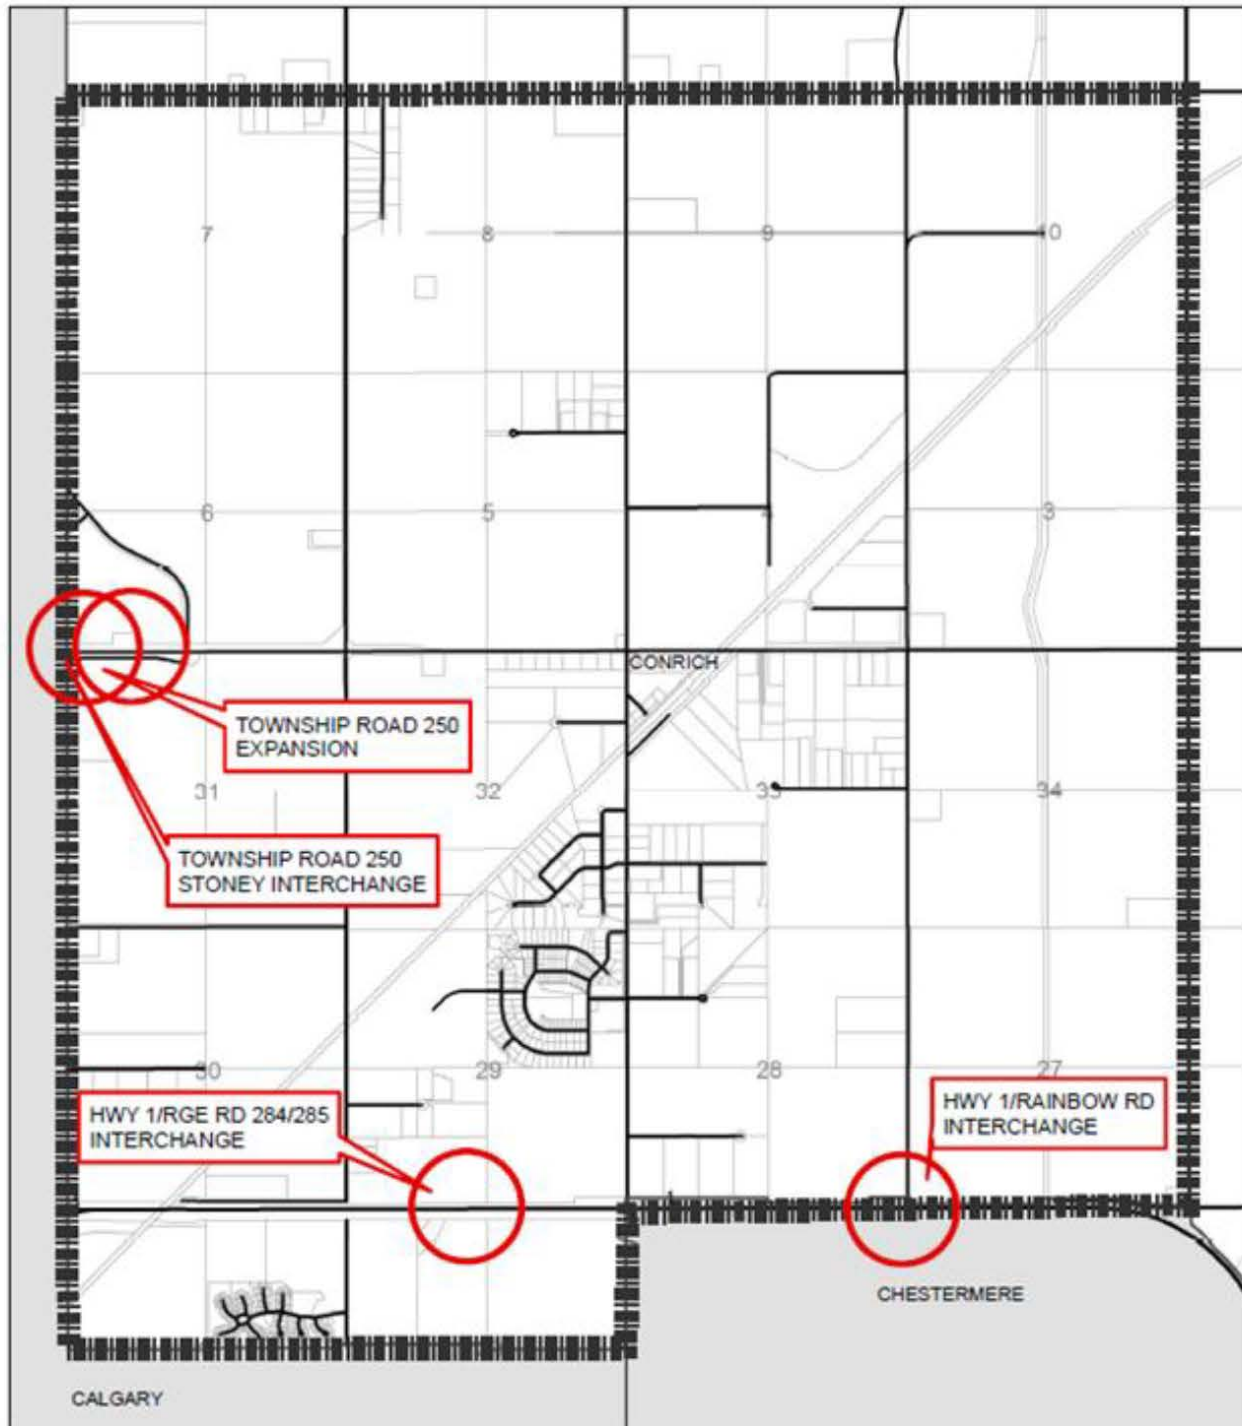 7
8
9
10
6
5
4
3
CONRICH
TOWNSHIP ROAD 250
EXPANSION
31
32
33
34
TOWNSHIP ROAD 250
STONEY INTERCHANGE
30
29
28
27
HWY 1/RGE RD 284/285
INTERCHANGE
HWY 1/RAINBOW RD
INTERCHANGE
CHESTERMERE
CALGARY